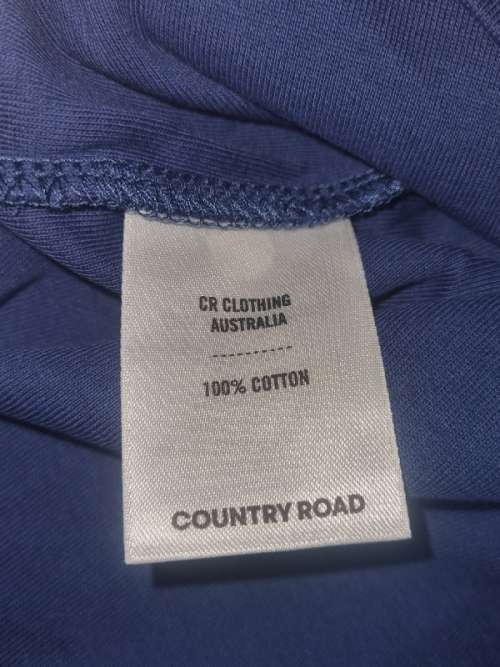 CR CLOTHING
AUSTRALIA
-----------
100% COTTON
COUNTRY ROAD